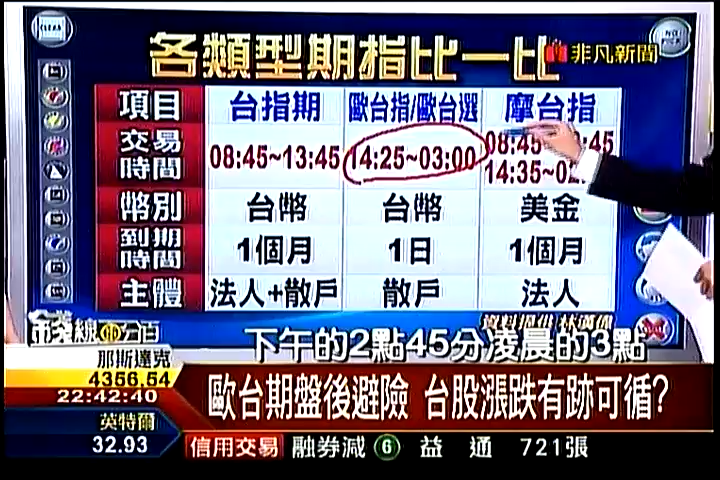 CLEAR
各類型期指比一比
非凡新聞
項目 台指期 歐台指/歐台選 摩台指
交易時間 08:45~13:45 14:25~03:00 08:45 45
14:35~02
幣別 台幣 台幣 美金
到期時間 1個月 1日 1個月
主體 法人+散戶 散戶 法人
資料提供
錢線百分百
下午的2點45分凌晨的3點
那斯達克
4356.54
22:42:40
歐台期盤後避險 台股漲跌有跡可循?
英特爾
32.93
信用交易 融券減 6 益通 721張